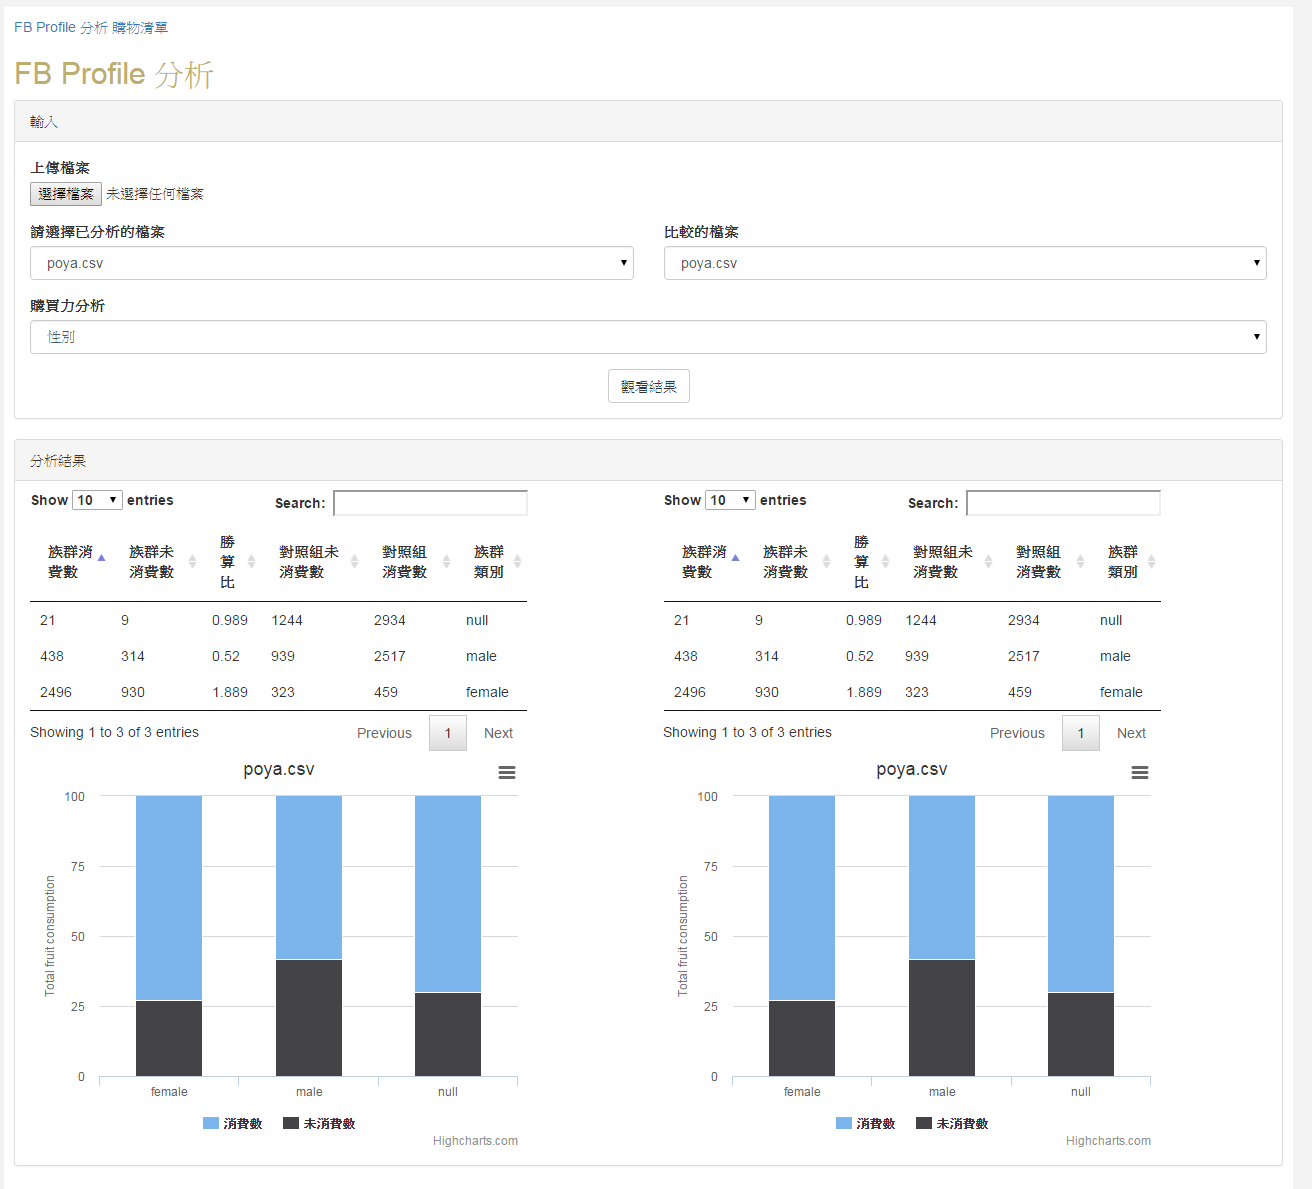 FB Profile 分析 購物清單
FB Profile 分析
輸入
上傳檔案
選擇檔案 未選擇任何檔案
請選擇已分析的檔案 比較的檔案
poya.csv poya.csv
購買力分析
性別
觀看結果
分析結果
Show 10 entries Search: Show 10 entries Search:
族群消費數 族群未消費數 勝算比 對照組未消費數 對照組消費數 族群類別 族群消費數 族群未消費數 勝算比 對照組未消費數 對照組消費數 族群類別
21 9 0.989 1244 2934 null 21 9 0.989 1244 2934 null
438 314 0.52 939 2517 male 438 314 0.52 939 2517 male
2496 930 1.889 323 459 female 2496 930 1.889 323 459 female
Showing 1 to 3 of 3 entries Previous 1 Next Showing 1 to 3 of 3 entries Previous 1 Next
poya.csv poya.csv
100 100
75 75
50 50
25 25
0 0
Total fruit consumption Total fruit consumption
female male null female male null
消費數 未消費數 消費數 未消費數
Highcharts.com Highcharts.com